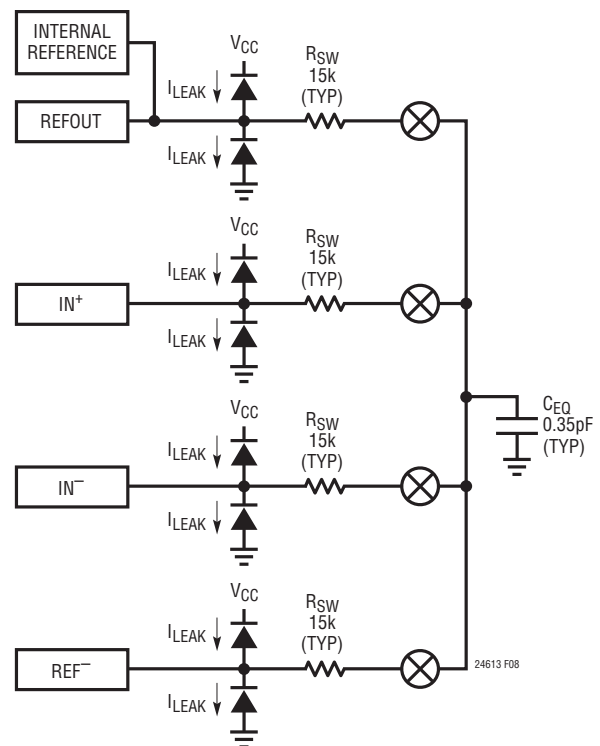 INTERNAL
REFERENCE
REFOUT
VCC
ILEAK
ILEAK
RSW
15k
(TYP)
IN+
VCC
ILEAK
ILEAK
RSW
15k
(TYP)
CEQ
0.35pF
(TYP)
IN−
VCC
ILEAK
ILEAK
RSW
15k
(TYP)
REF−
VCC
ILEAK
ILEAK
RSW
15k
(TYP)
24613 F08